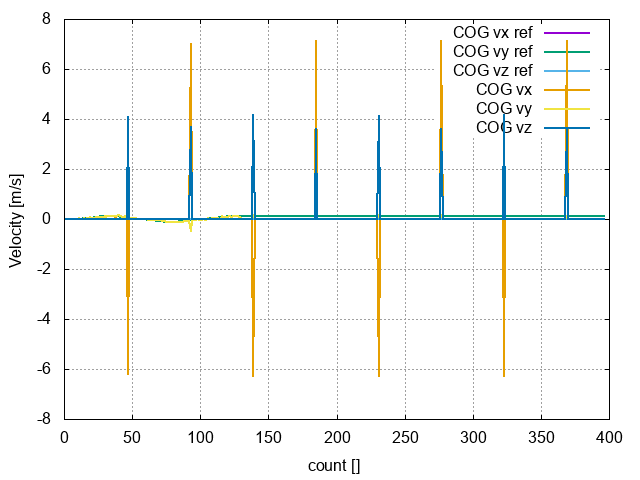 COG vx ref
COG vy ref
COG vz ref
COG vx
COG vy
COG vz
8
6
4
2
0
-2
-4
-6
-8
Velocity [m/s]
0 50 100 150 200 250 300 350 400
count []